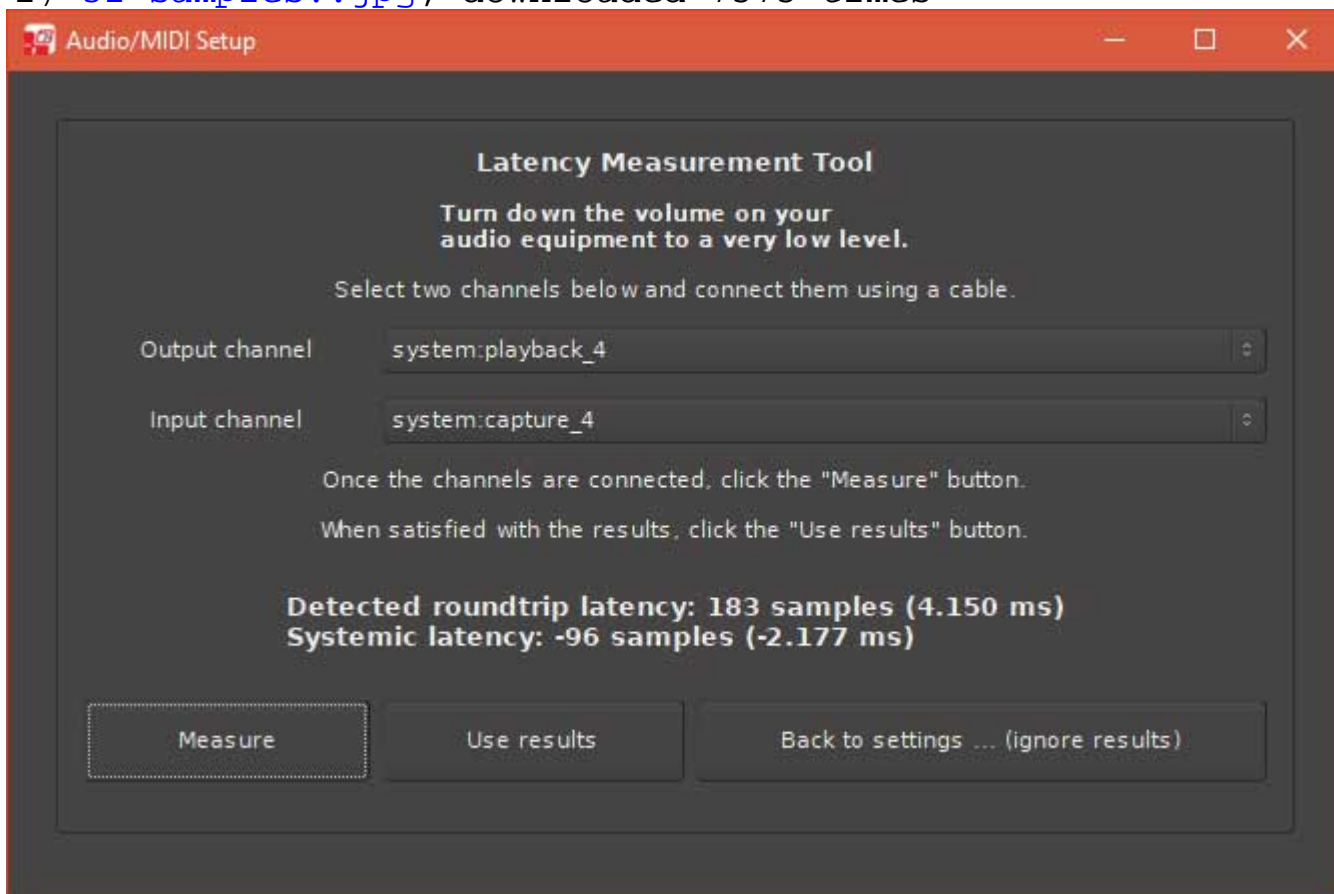 Audio/MIDI Setup
Latency Measurement Tool
Turn down the volume on your
audio equipment to a very low level.
Select two channels below and connect them using a cable.
Output channel system:playback_4
Input channel system:capture_4
Once the channels are connected, click the "Measure" button.
When satisfied with the results, click the "Use results" button.
Detected roundtrip latency: 183 samples (4.150 ms)
Systemic latency: -96 samples (-2.177 ms)
Measure Use results Back to settings ... (ignore results)